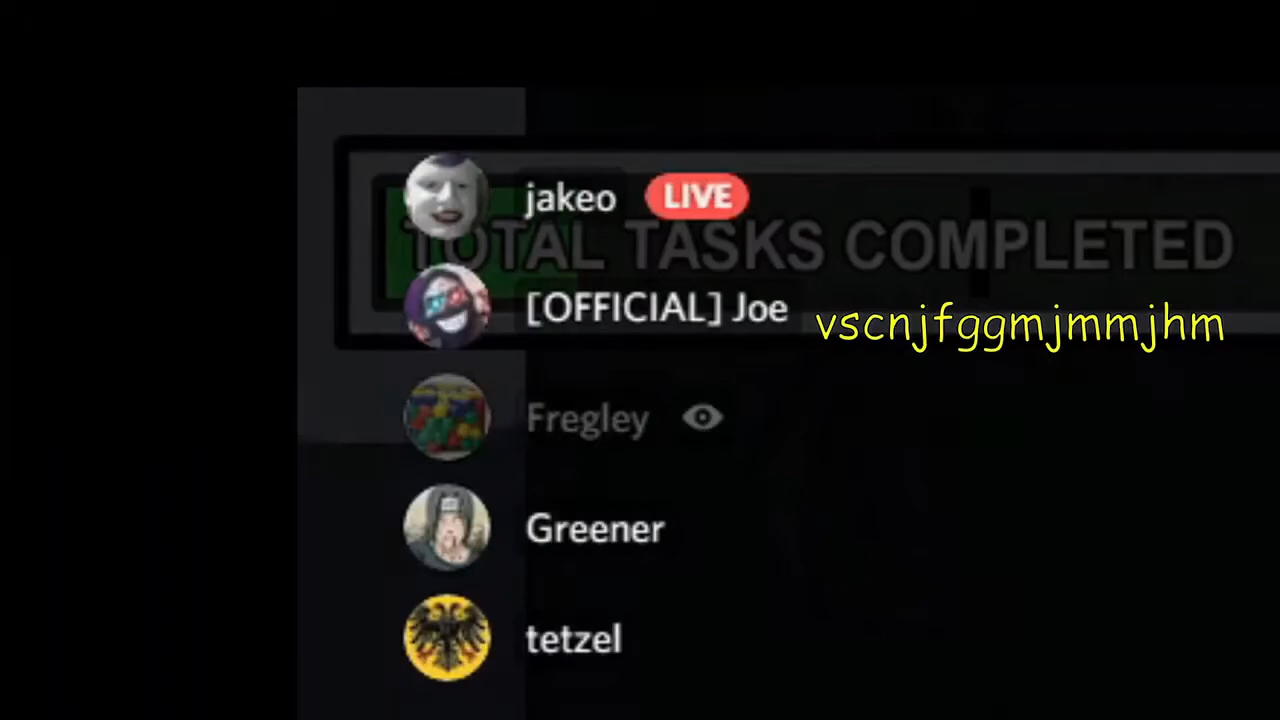 jakeo LIVE
TOTAL TASKS COMPLETED
[OFFICIAL] Joe vscnjfggmjmmjhm
Fregley
Greener
tetzel